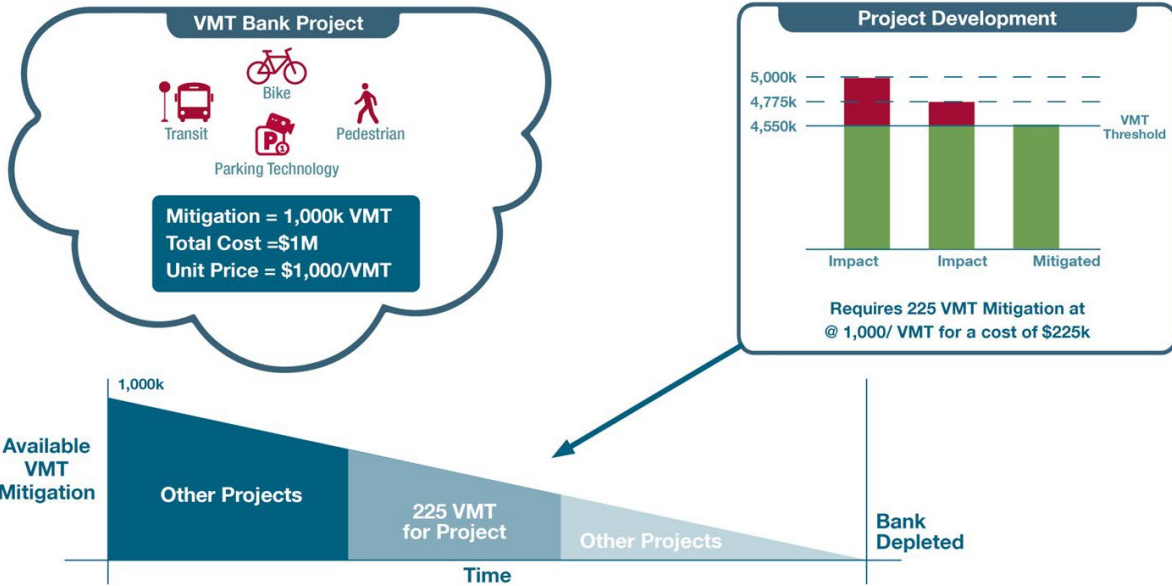 VMT Bank Project
Bike
Transit
Pedestrian
P
1
Parking Technology
Mitigation = 1,000k VMT
Total Cost =$1M
Unit Price = $1,000/VMT
Project Development
5,000k
4,775k
4,550k
VMT
Threshold
Impact
Impact
Mitigated
Requires 225 VMT Mitigation at
@ 1,000/ VMT for a cost of $225k
1,000k
Available
VMT
Mitigation
Other Projects
225 VMT
for Project
Other Projects
Bank
Depleted
Time